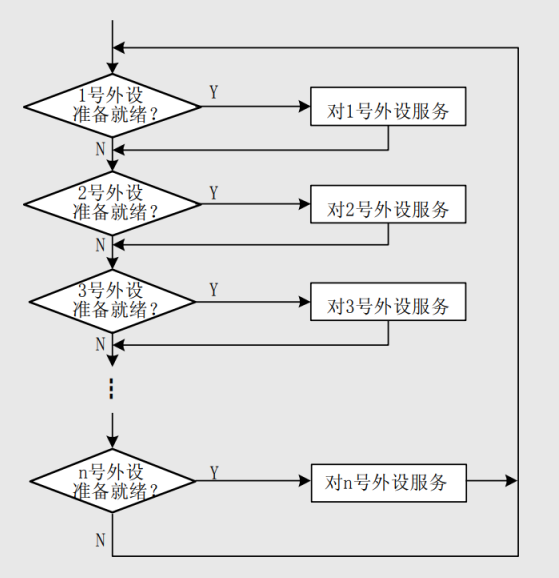 1号外设
准备就绪?
Y
对1号外设服务
N
2号外设
准备就绪?
Y
对2号外设服务
N
3号外设
准备就绪?
Y
对3号外设服务
N
n号外设
准备就绪?
Y
对n号外设服务
N